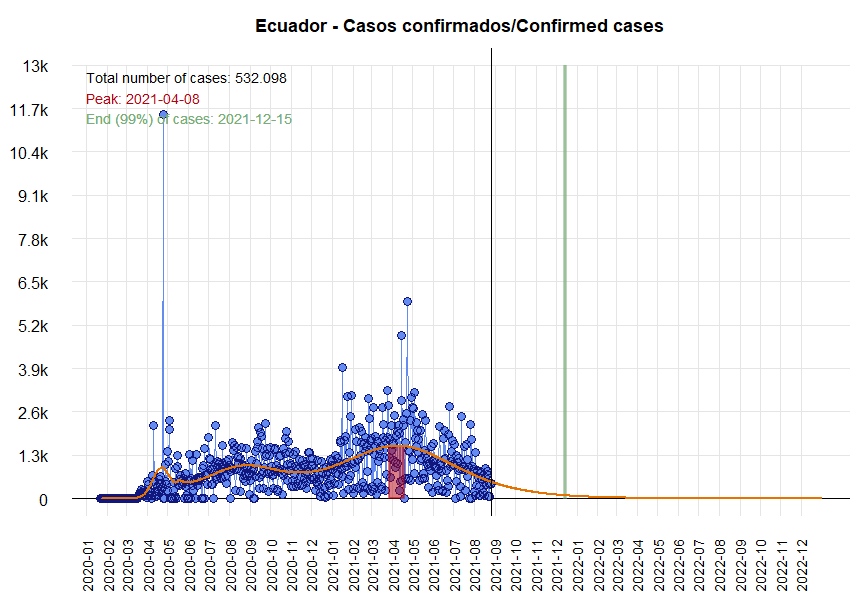 Ecuador - Casos confirmados/Confirmed cases
13k
Total number of cases: 532.098
Peak: 2021-04-08
11.7k
End (99%) of cases: 2021-12-15
10.4k
9.1k
7.8k
6.5k
5.2k
3.9k
2.6k
1.3k
0
2020-01
2020-02
2020-03
2020-04
2020-05
2020-06
2020-07
2020-08
2020-09
2020-10
2020-11
2020-12
2021-01
2021-02
2021-03
2021-04
2021-05
2021-06
2021-07
2021-08
2021-09
2021-10
2021-11
2021-12
2022-01
2022-02
2022-03
2022-04
2022-05
2022-06
2022-07
2022-08
2022-09
2022-10
2022-11
2022-12